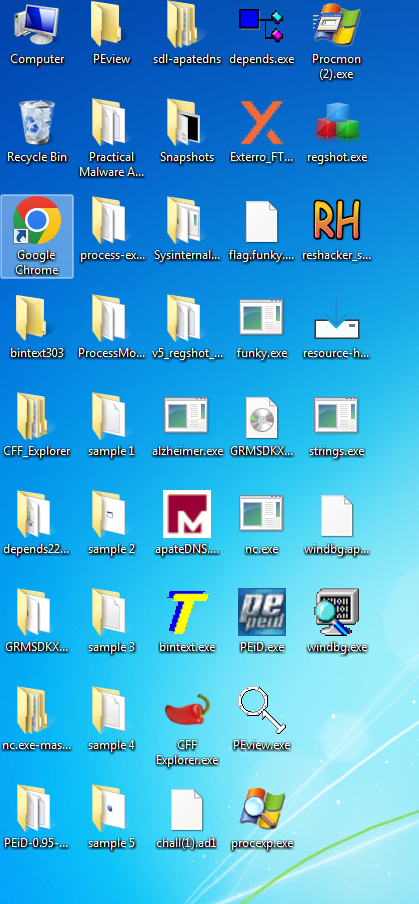 Computer
PEview
sdl-apatedns
depends.exe
Procmon
(2).exe
Recycle Bin
Practical
Malware A...
Snapshots
Exterro_FT...
regshot.exe
Google
Chrome
process-ex...
Sysinternal...
flag.funky....
RH
reshacker_s...
bintext303
ProcessMo...
v5_regshot_...
funky.exe
resource-h...
CFF_Explorer
sample 1
alzheimer.exe
GRMSDKX...
strings.exe
depends22...
sample 2
M
apateDNS....
nc.exe
windbg.ap...
GRMSDKX...
sample 3
T
bintext.exe
pe
peid
PEiD.exe
windbg.exe
nc.exe-mas...
sample 4
CFF
Explorer.exe
PEview.exe
PEiD-0.95-...
sample 5
chall(1).ad1
procexp.exe